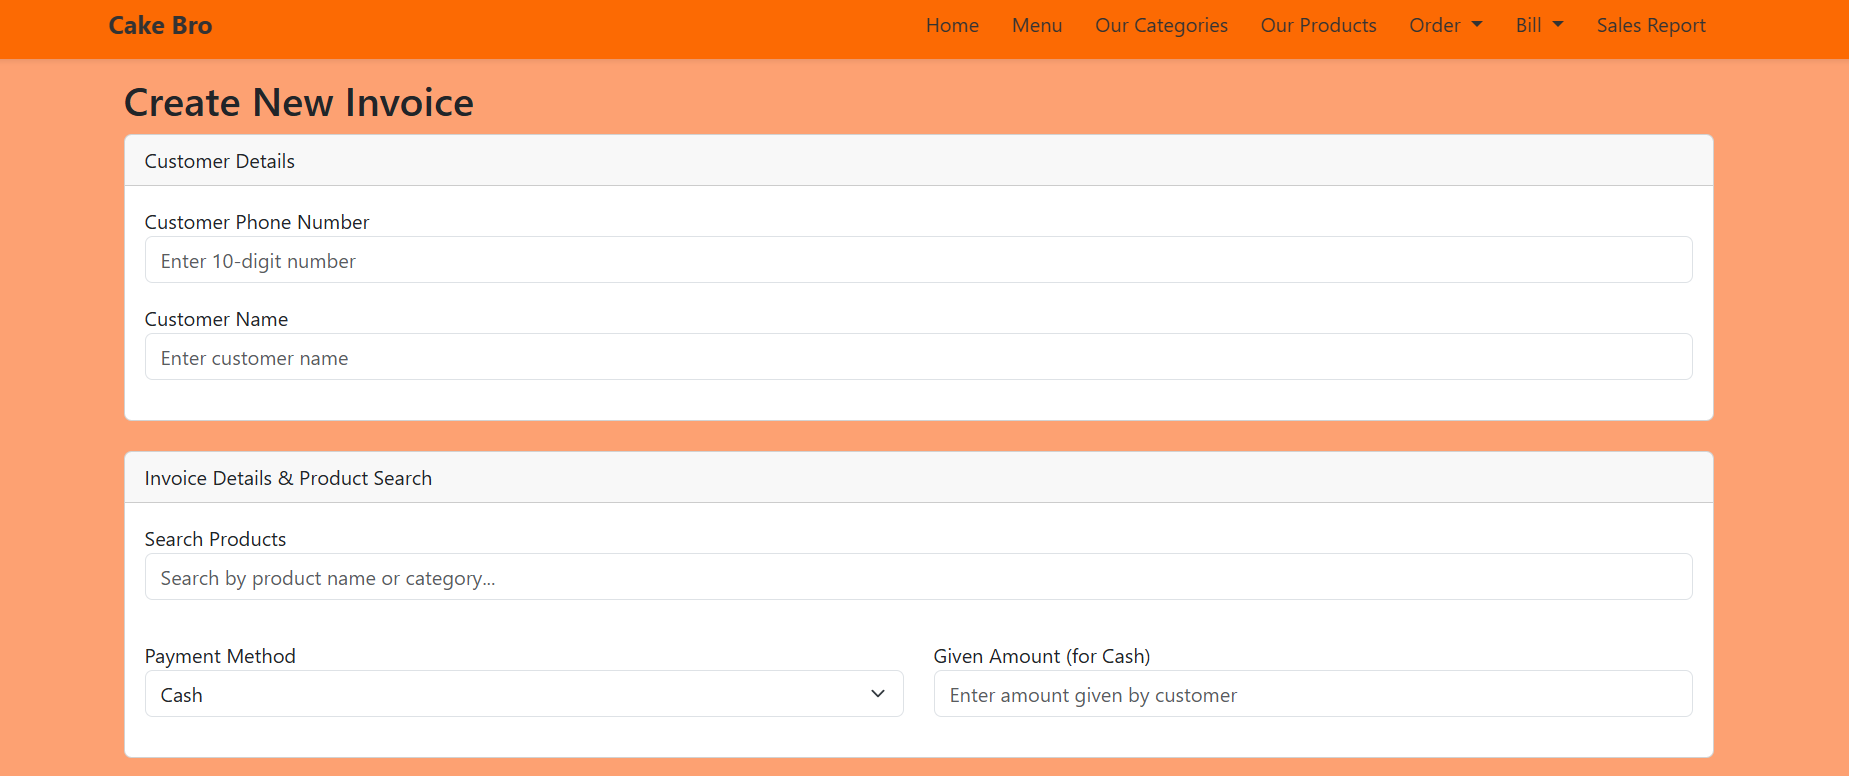 Cake Bro Home Menu Our Categories Our Products Order Bill Sales Report
Create New Invoice
Customer Details
Customer Phone Number
Enter 10-digit number
Customer Name
Enter customer name
Invoice Details & Product Search
Search Products
Search by product name or category...
Payment Method
Cash
Given Amount (for Cash)
Enter amount given by customer